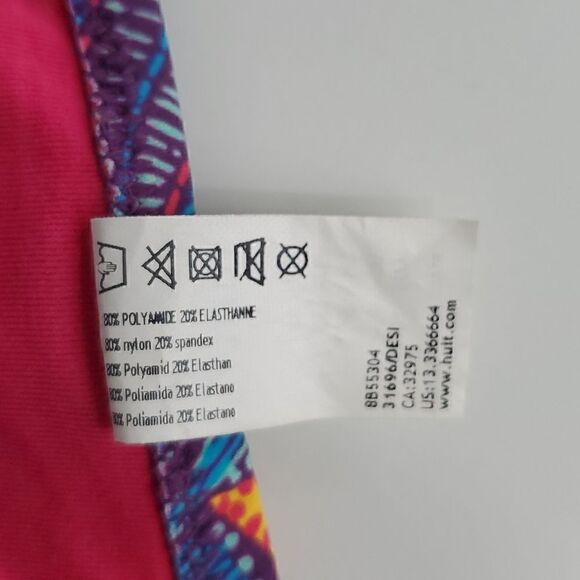 80% POLYAMIDE 20% ELASTHANNE
80% nylon 20% spandex
80% Polyamid 20% Elasthan
80% Poliamida 20% Elastano
80% Poliamida 20% Elastano
8B55304
31696/DESI
CA:32975
US:13.3366664
www.huit.com